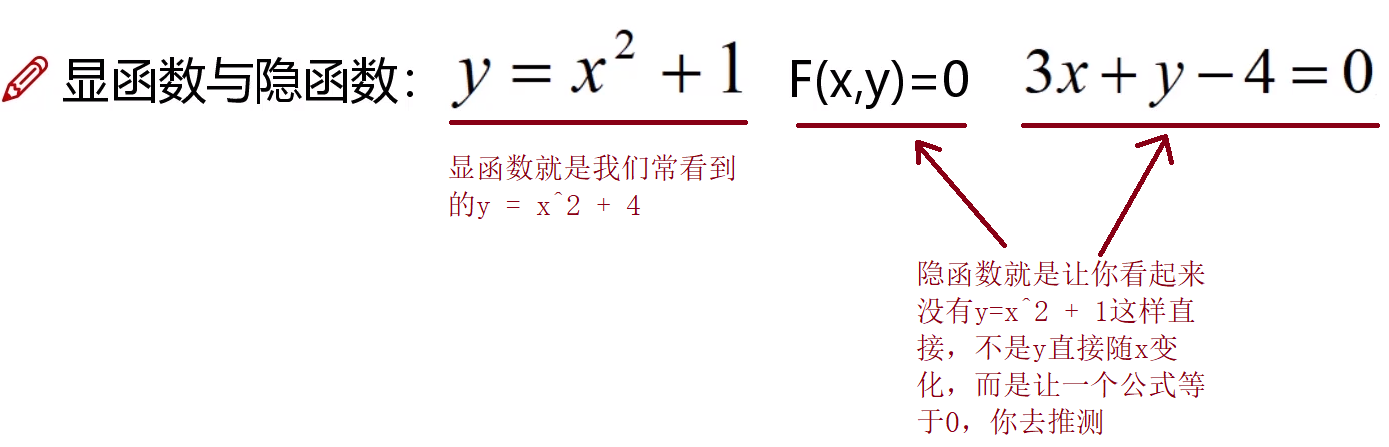 显函数与隐函数： y = x² + 1 F(x,y)=0 3x + y − 4 = 0
显函数就是我们常看到
的y = x^2 + 4
隐函数就是让你看起来
没有y=x^2 + 1这样直
接，不是y直接随x变
化，而是让一个公式等
于0，你去推测